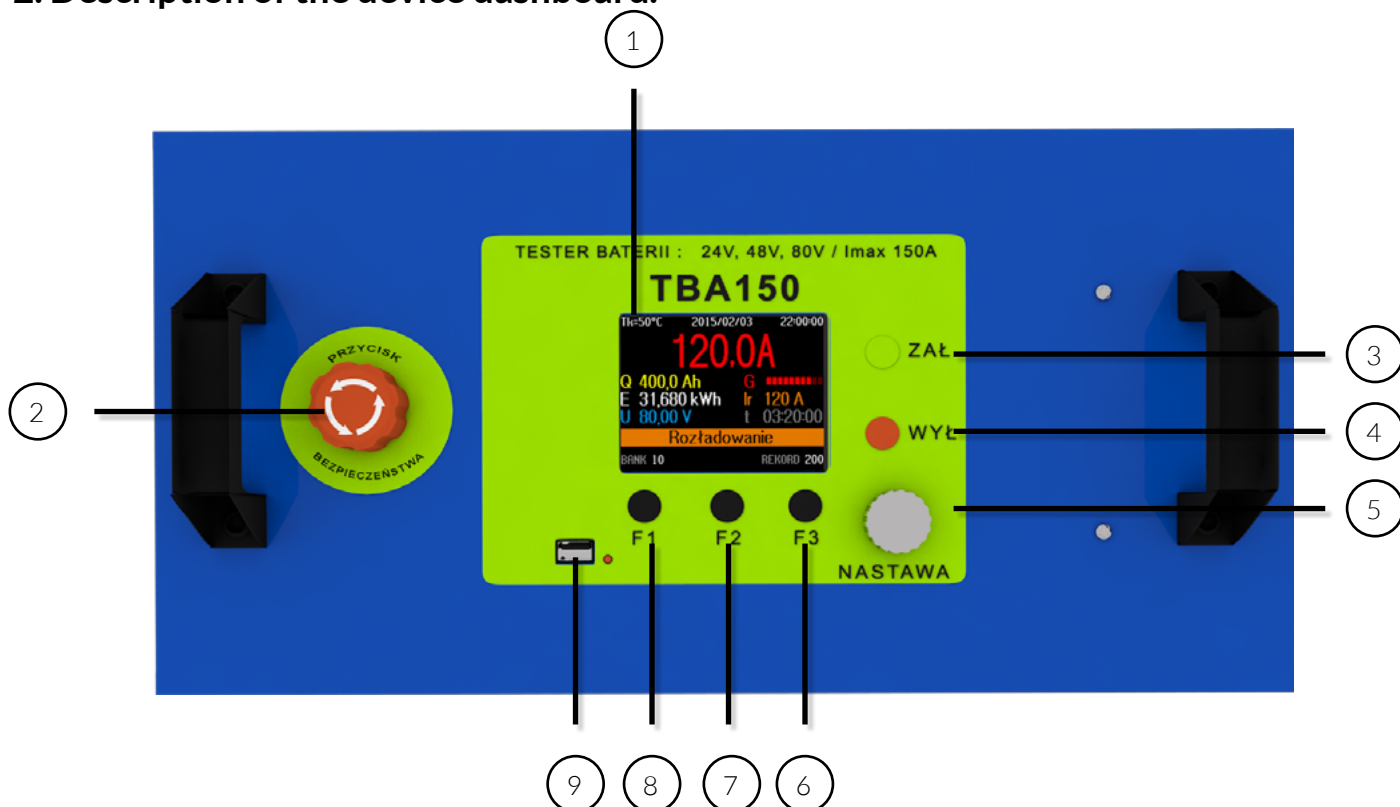 2. Description of the device dashboard.
1
TESTER BATERII : 24V, 48V, 80V / Imax 150A
TBA150
Tk=50°C 2015/02/03 22:00:00
120.0A
Q 400,0 Ah G
E 31,680 kWh Ir 120 A
U 80,00 V t 03:20:00
Rozładowanie
BANK 10 REKORD 200
ZAŁ
3
PRZYCISK
BEZPIECZEŃSTWA
2
WYŁ
4
5
F1 F2 F3
NASTAWA
9 8 7 6